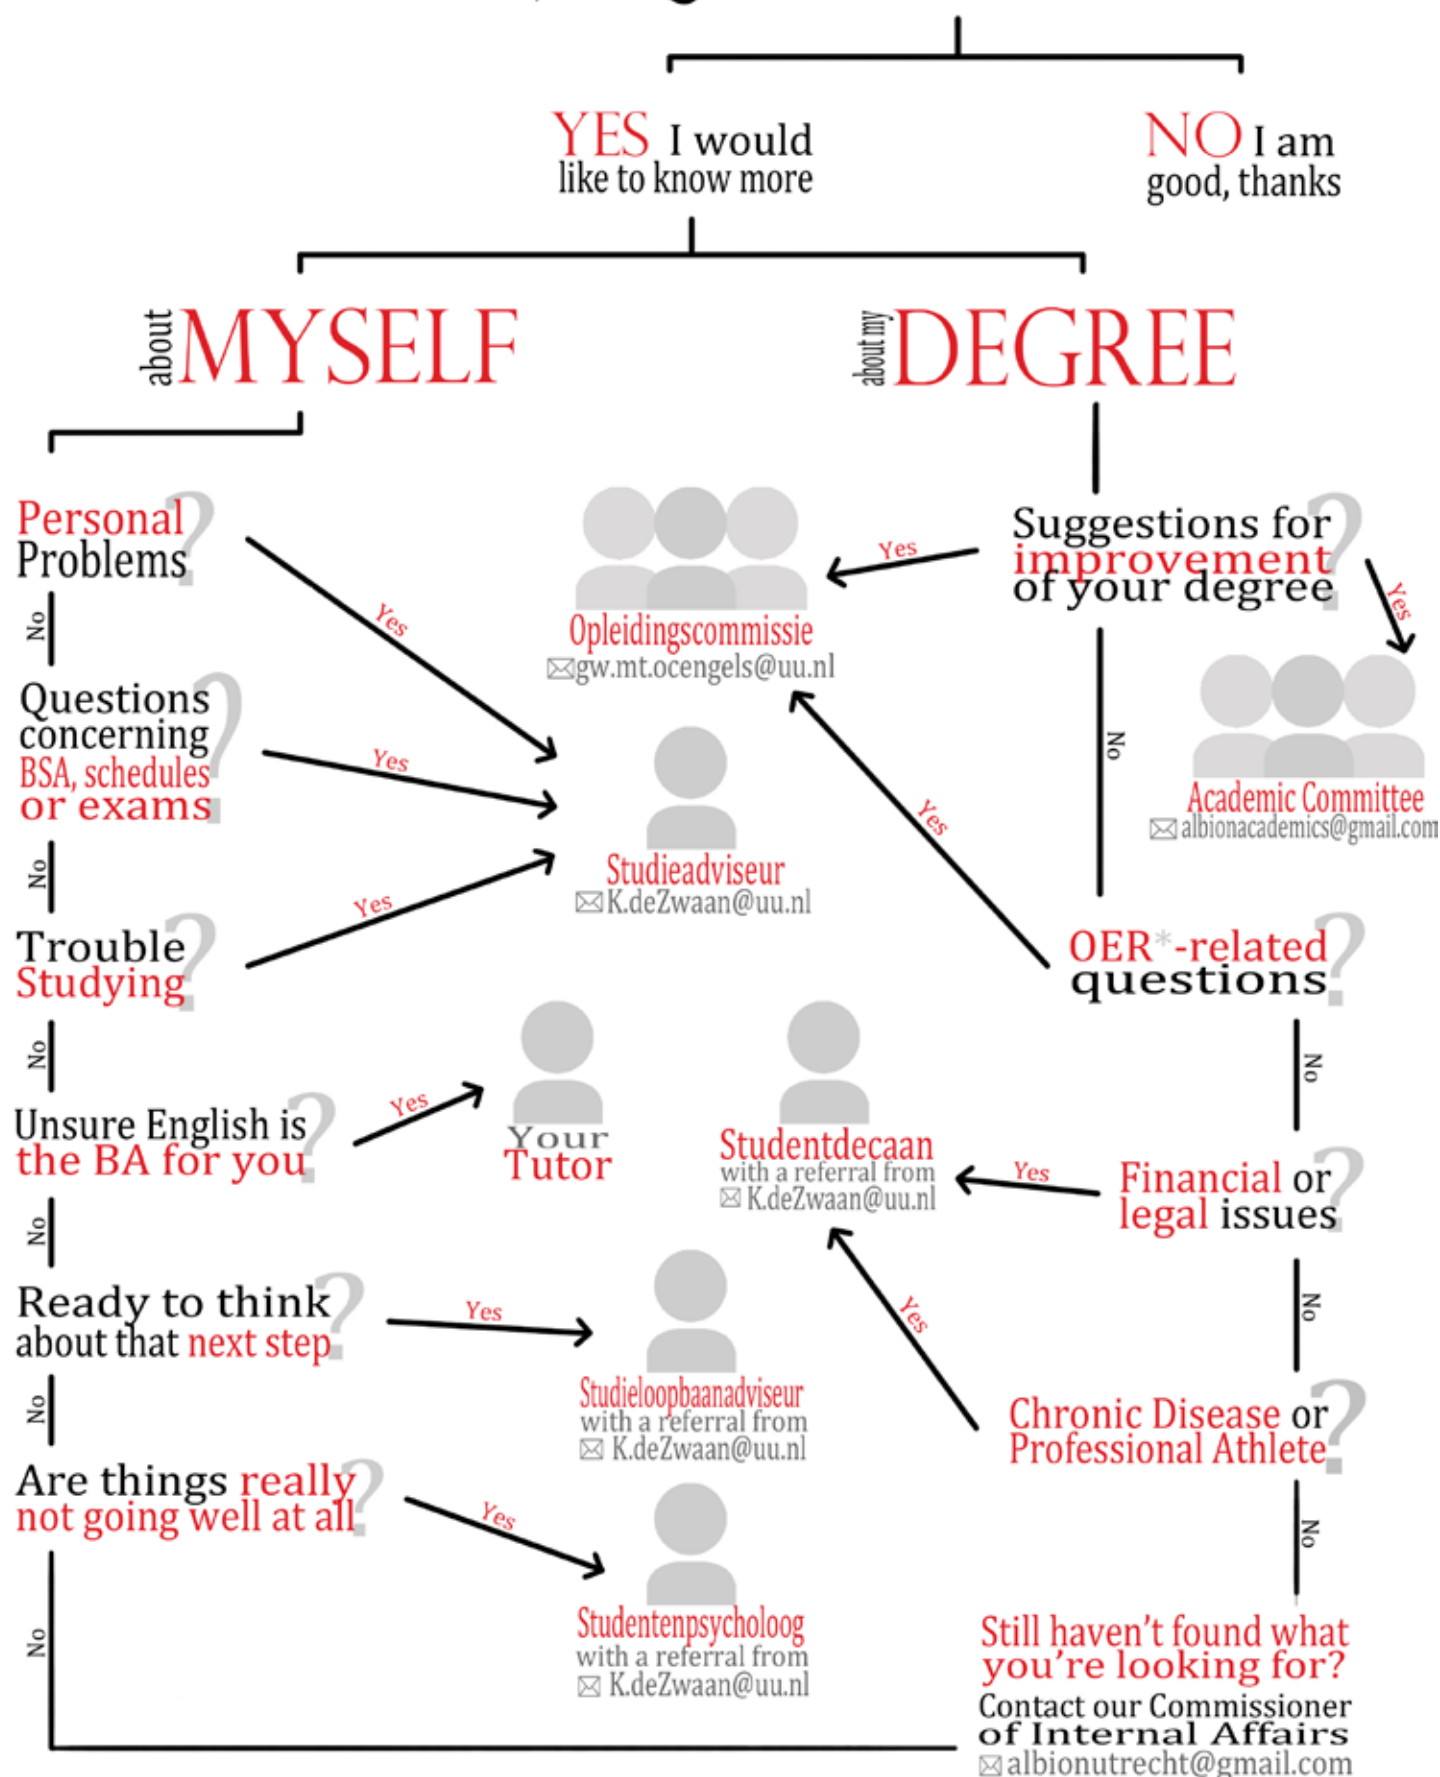 YES I would
like to know more
NO I am
good, thanks
about MYSELF
about my DEGREE
Personal
Problems ?
Yes
No
Questions
concerning
BSA, schedules
or exams ?
Yes
No
Trouble
Studying ?
Yes
No
Unsure English is
the BA for you ?
Yes
No
Ready to think
about that next step ?
Yes
No
Are things really
not going well at all ?
Yes
No
Opleidingscommissie
gw.mt.ocengels@uu.nl
Studieadviseur
K.deZwaan@uu.nl
Your
Tutor
Studentdecaan
with a referral from
K.deZwaan@uu.nl
Studieloopbaanadviseur
with a referral from
K.deZwaan@uu.nl
Studentenpsycholoog
with a referral from
K.deZwaan@uu.nl
Suggestions for
improvement
of your degree ?
Yes
Yes
Academic Committee
albionacademics@gmail.com
No
OER*-related
questions ?
Yes
No
Financial or
legal issues ?
Yes
No
Chronic Disease or
Professional Athlete ?
Yes
No
Still haven't found what
you're looking for?
Contact our Commissioner
of Internal Affairs
albionutrecht@gmail.com